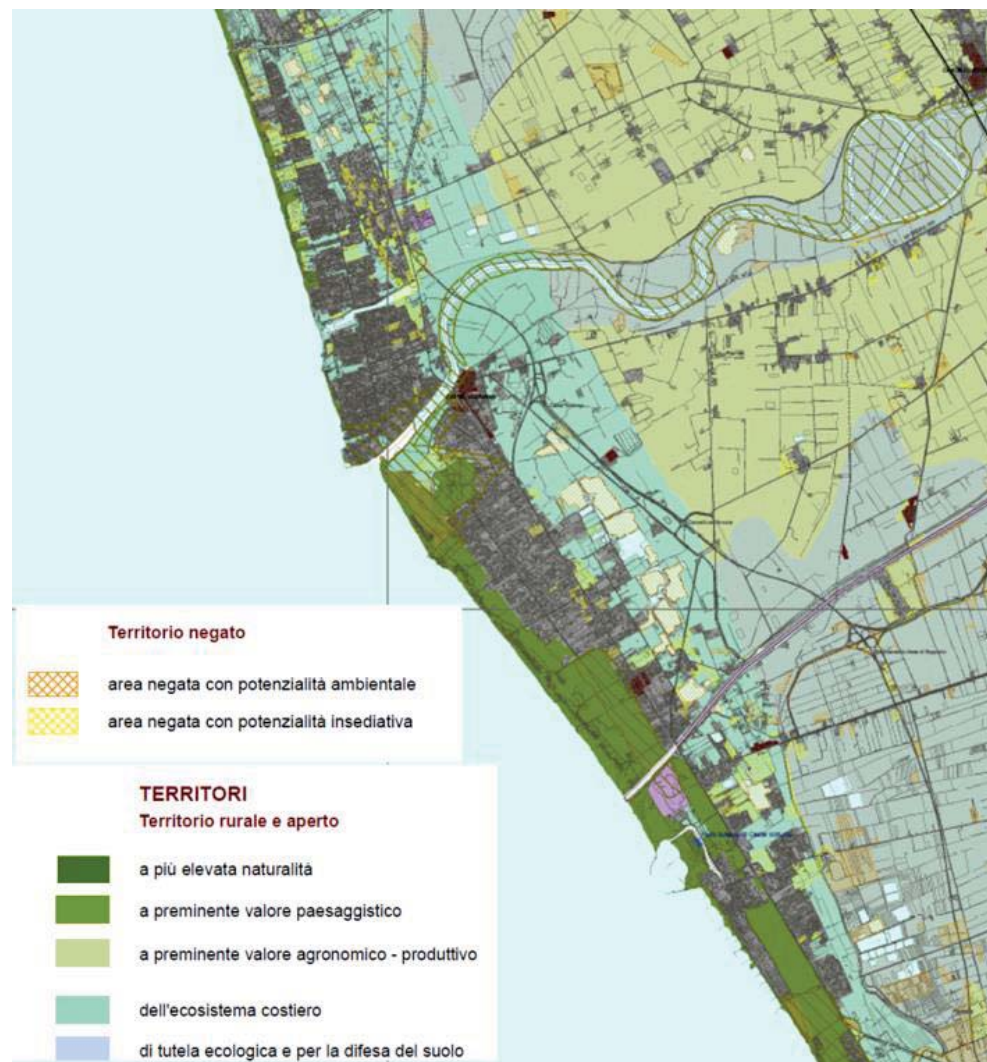 Territorio negato
area negata con potenzialità ambientale
area negata con potenzialità insediativa
TERRITORI
Territorio rurale e aperto
a più elevata naturalità
a preminente valore paesaggistico
a preminente valore agronomico - produttivo
dell'ecosistema costiero
di tutela ecologica e per la difesa del suolo